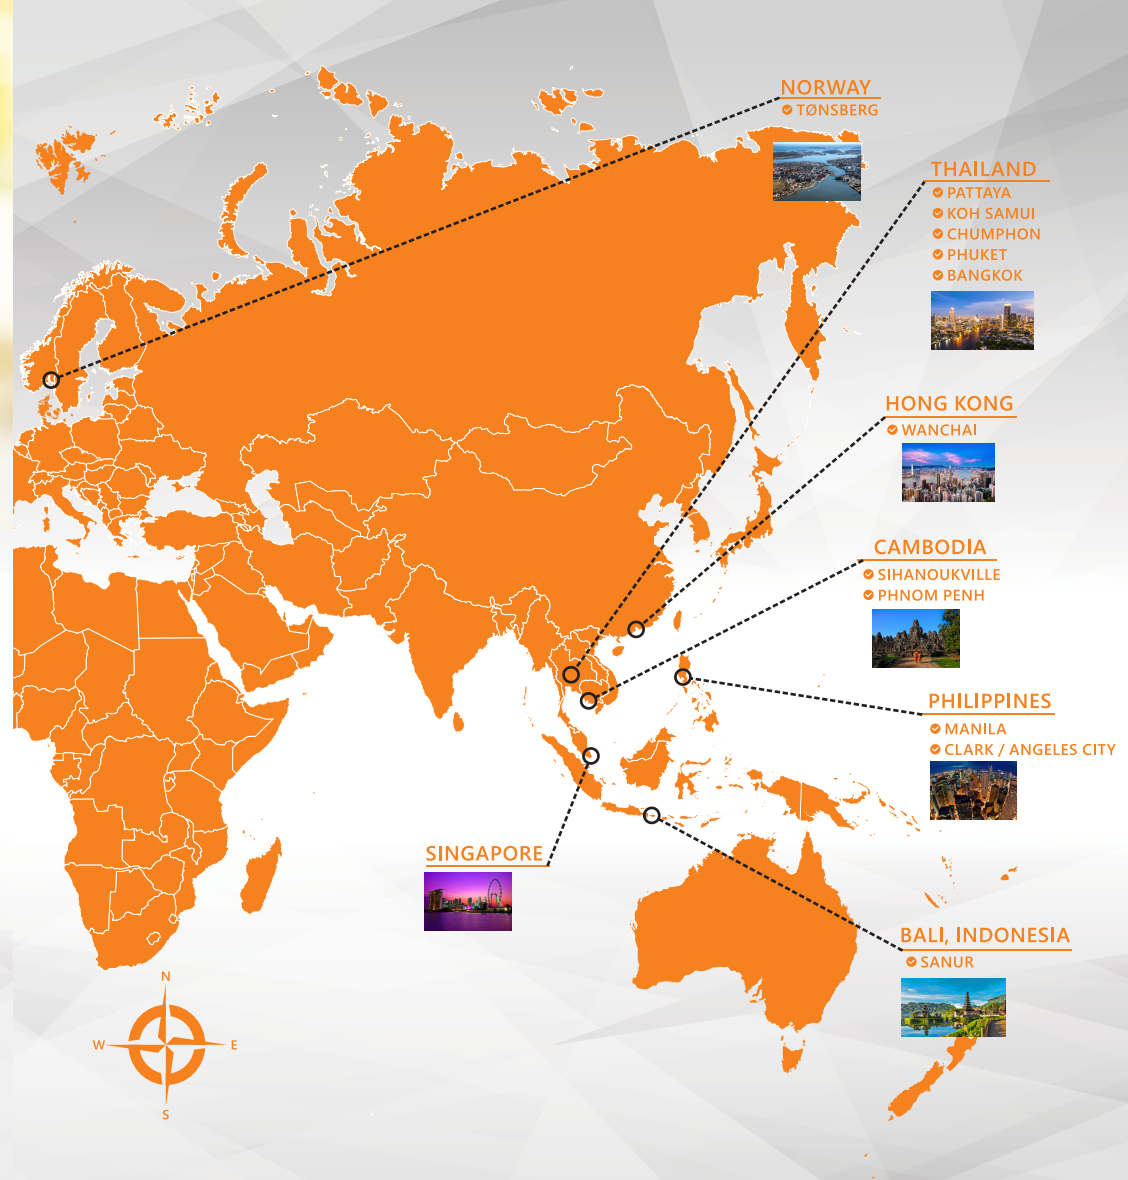 NORWAY
TØNSBERG
THAILAND
PATTAYA
KOH SAMUI
CHUMPHON
PHUKET
BANGKOK
HONG KONG
WANCHAI
CAMBODIA
SIHANOUKVILLE
PHNOM PENH
PHILIPPINES
MANILA
CLARK / ANGELES CITY
SINGAPORE
BALI, INDONESIA
SANUR
N
W
E
S